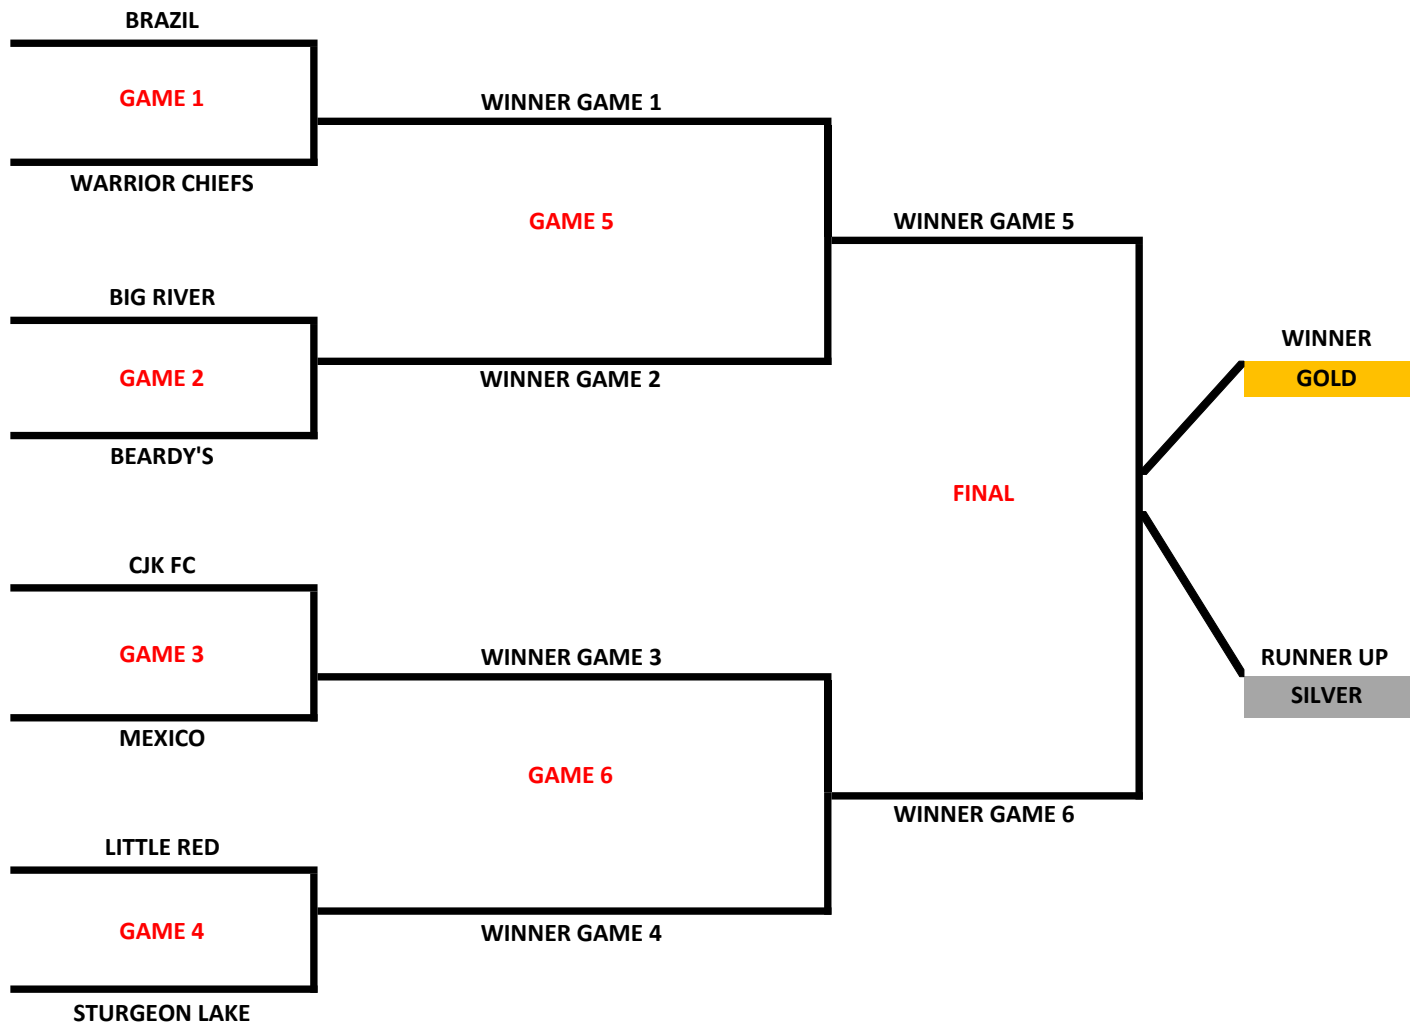 BRAZIL
GAME 1
WARRIOR CHIEFS
WINNER GAME 1
GAME 5
WINNER GAME 2
BIG RIVER
GAME 2
BEARDY'S
WINNER GAME 5
FINAL
WINNER GAME 6
WINNER
GOLD
RUNNER UP
SILVER
CJK FC
GAME 3
MEXICO
WINNER GAME 3
GAME 6
WINNER GAME 4
LITTLE RED
GAME 4
STURGEON LAKE